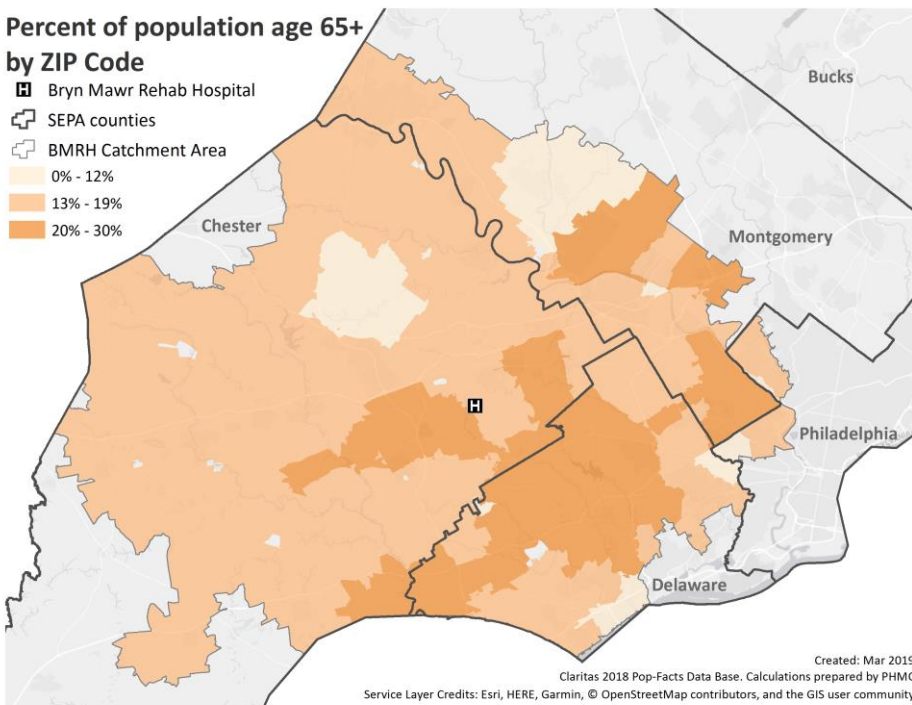 Percent of population age 65+
by ZIP Code
H Bryn Mawr Rehab Hospital
SEPA counties
BMRH Catchment Area
0% - 12%
13% - 19%
20% - 30%
Bucks
Chester
Montgomery
H
Philadelphia
Delaware
Created: Mar 2019
Claritas 2018 Pop-Facts Data Base. Calculations prepared by PHMC
Service Layer Credits: Esri, HERE, Garmin, © OpenStreetMap contributors, and the GIS user community